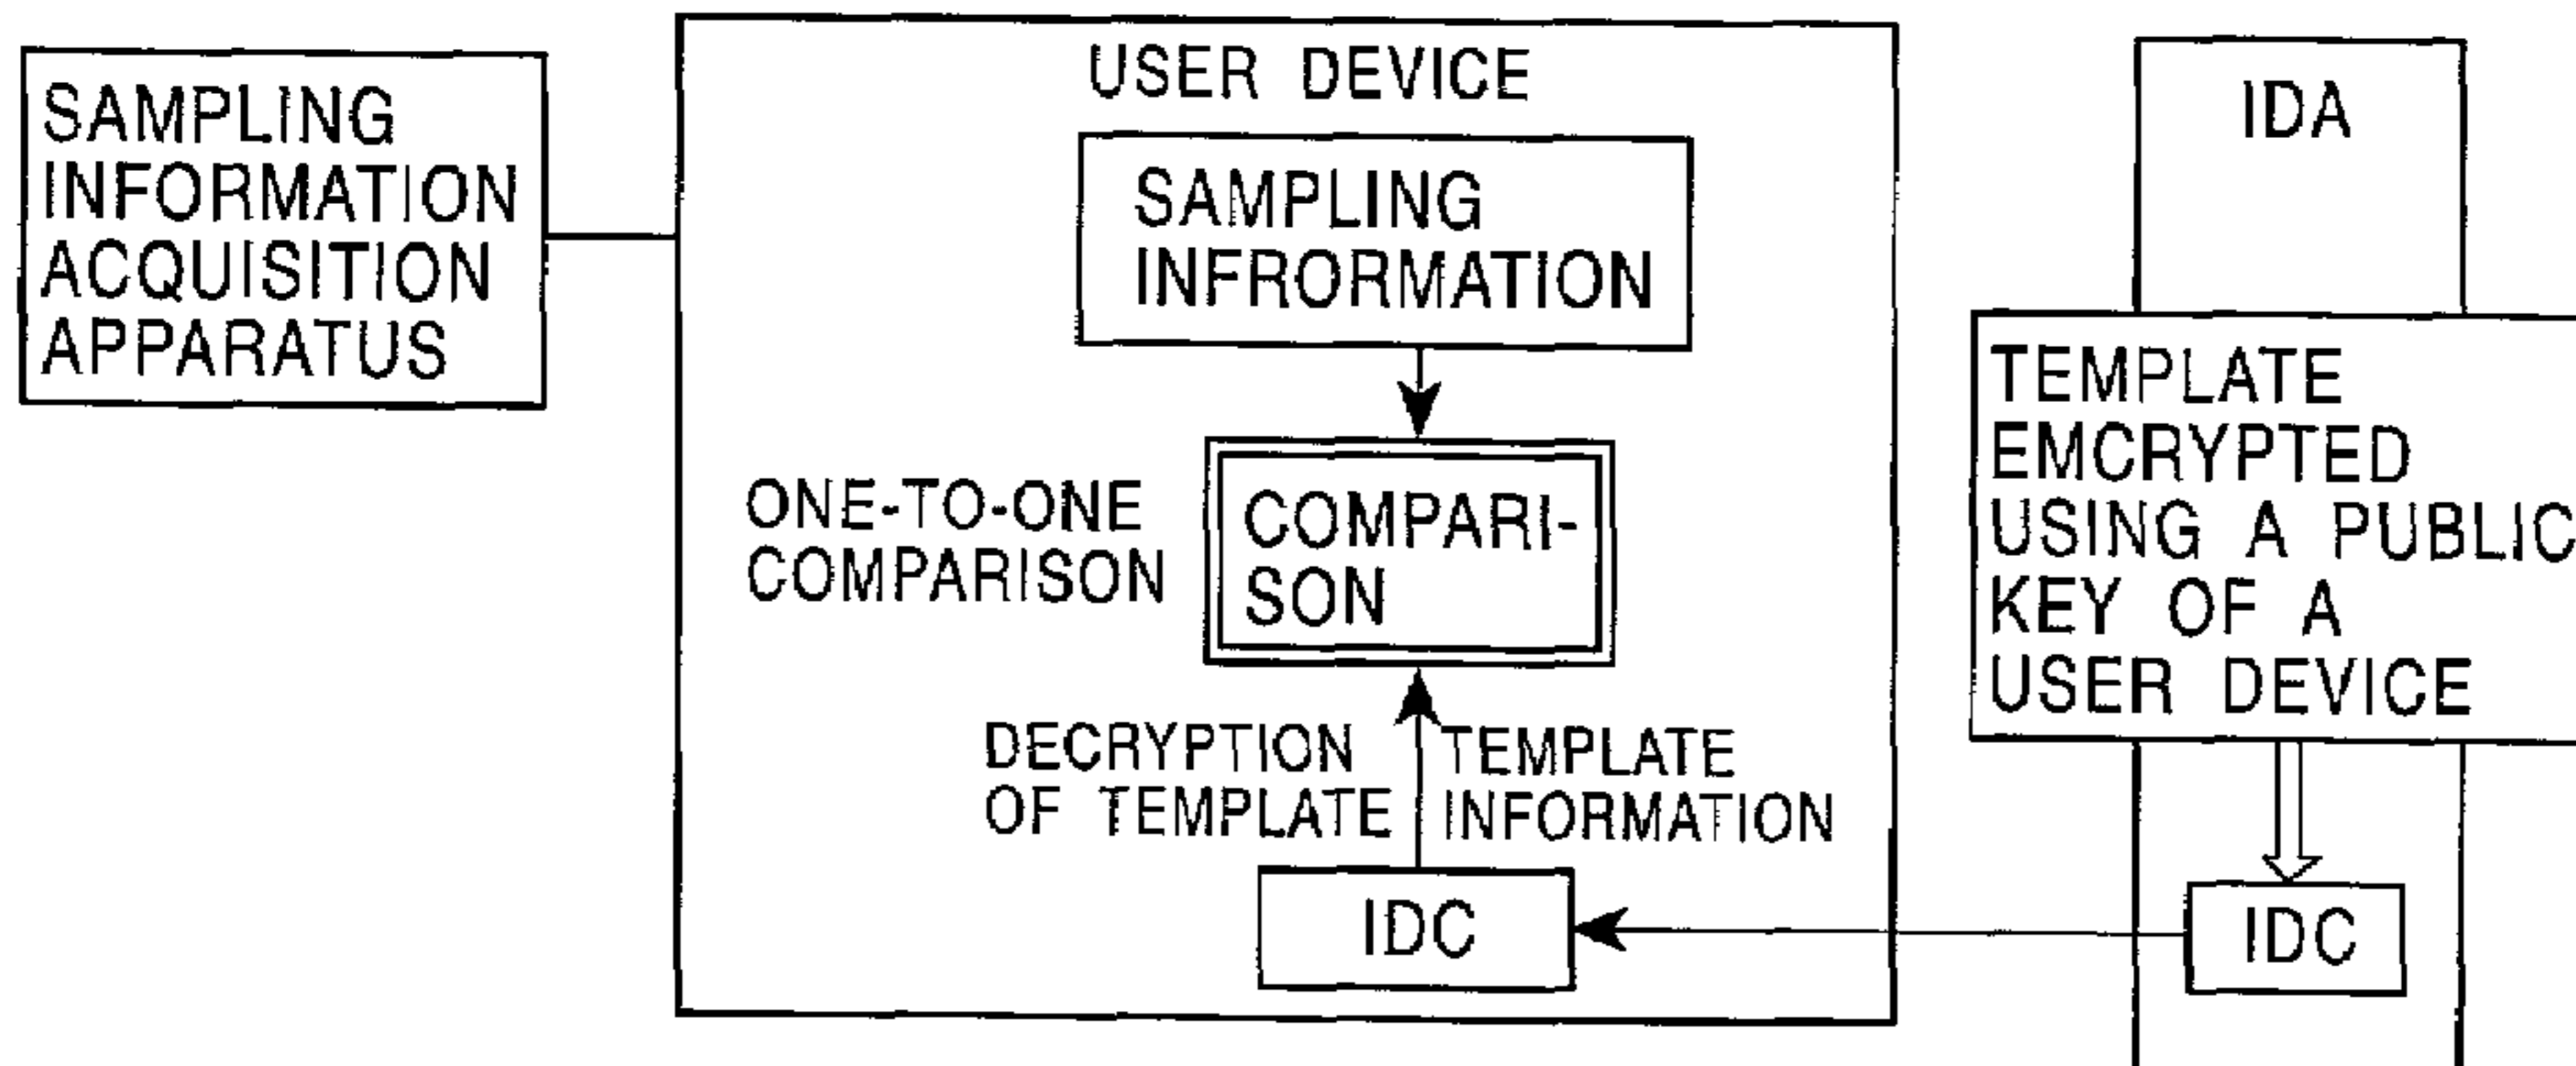 SAMPLING
INFORMATION
ACQUISITION
APPARATUS
USER DEVICE
SAMPLING
INFRORMATION
ONE-TO-ONE
COMPARISON
COMPARI-
SON
DECRYPTION
OF TEMPLATE
TEMPLATE
INFORMATION
IDC
IDA
TEMPLATE
EMCRYPTED
USING A PUBLIC
KEY OF A
USER DEVICE
IDC